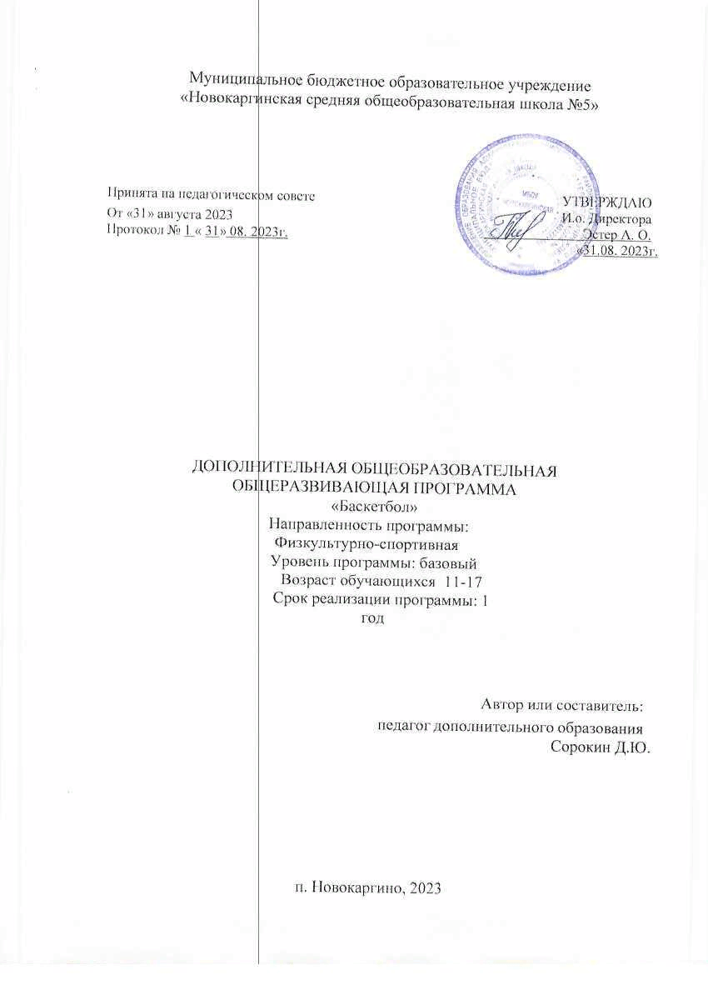 Муниципальное бюджетное образовательное учреждение
«Новокаргинская средняя общеобразовательная школа №5»
Принята на педагогическом совете
От «31» августа 2023
Протокол № 1 « 31» 08. 2023г.
УТВЕРЖДАЮ
И.о. Директора
Эстер А. О.
«31.08. 2023г.
МБОУ
ДОПОЛНИТЕЛЬНАЯ ОБЩЕОБРАЗОВАТЕЛЬНАЯ
ОБЩЕРАЗВИВАЮЩАЯ ПРОГРАММА
«Баскетбол»
Направленность программы:
Физкультурно-спортивная
Уровень программы: базовый
Возраст обучающихся 11-17
Срок реализации программы: 1
год
Автор или составитель:
педагог дополнительного образования
Сорокин Д.Ю.
п. Новокаргино, 2023